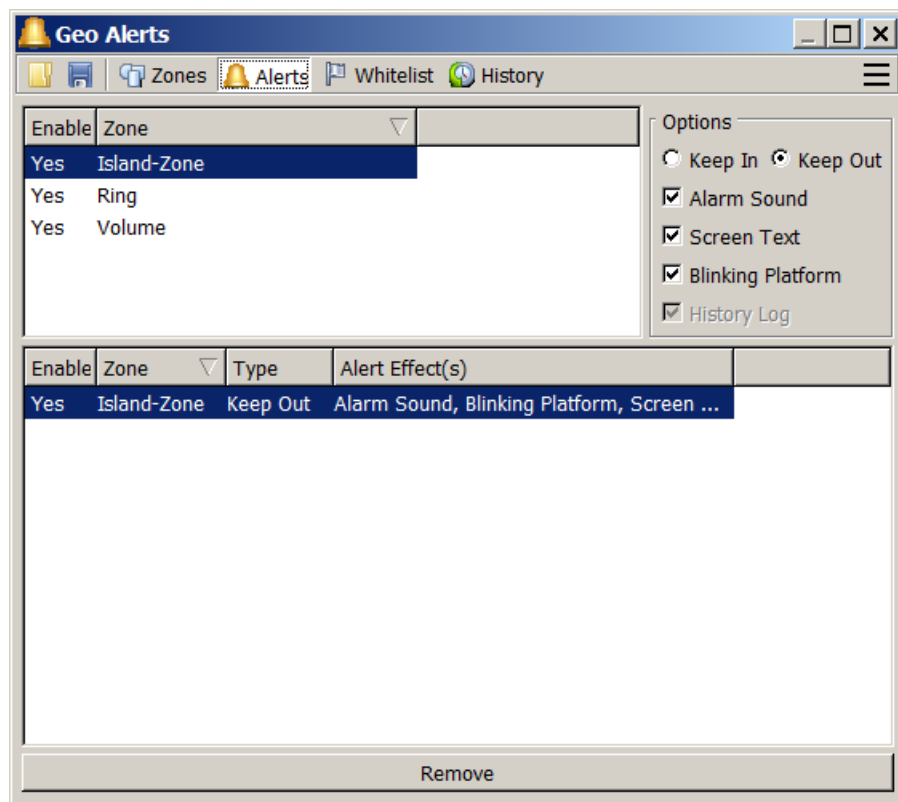 Geo Alerts
Zones Alerts Whitelist History
Enable Zone
Yes Island-Zone
Yes Ring
Yes Volume
Options
Keep In Keep Out
Alarm Sound
Screen Text
Blinking Platform
History Log
Enable Zone Type Alert Effect(s)
Yes Island-Zone Keep Out Alarm Sound, Blinking Platform, Screen ...
Remove